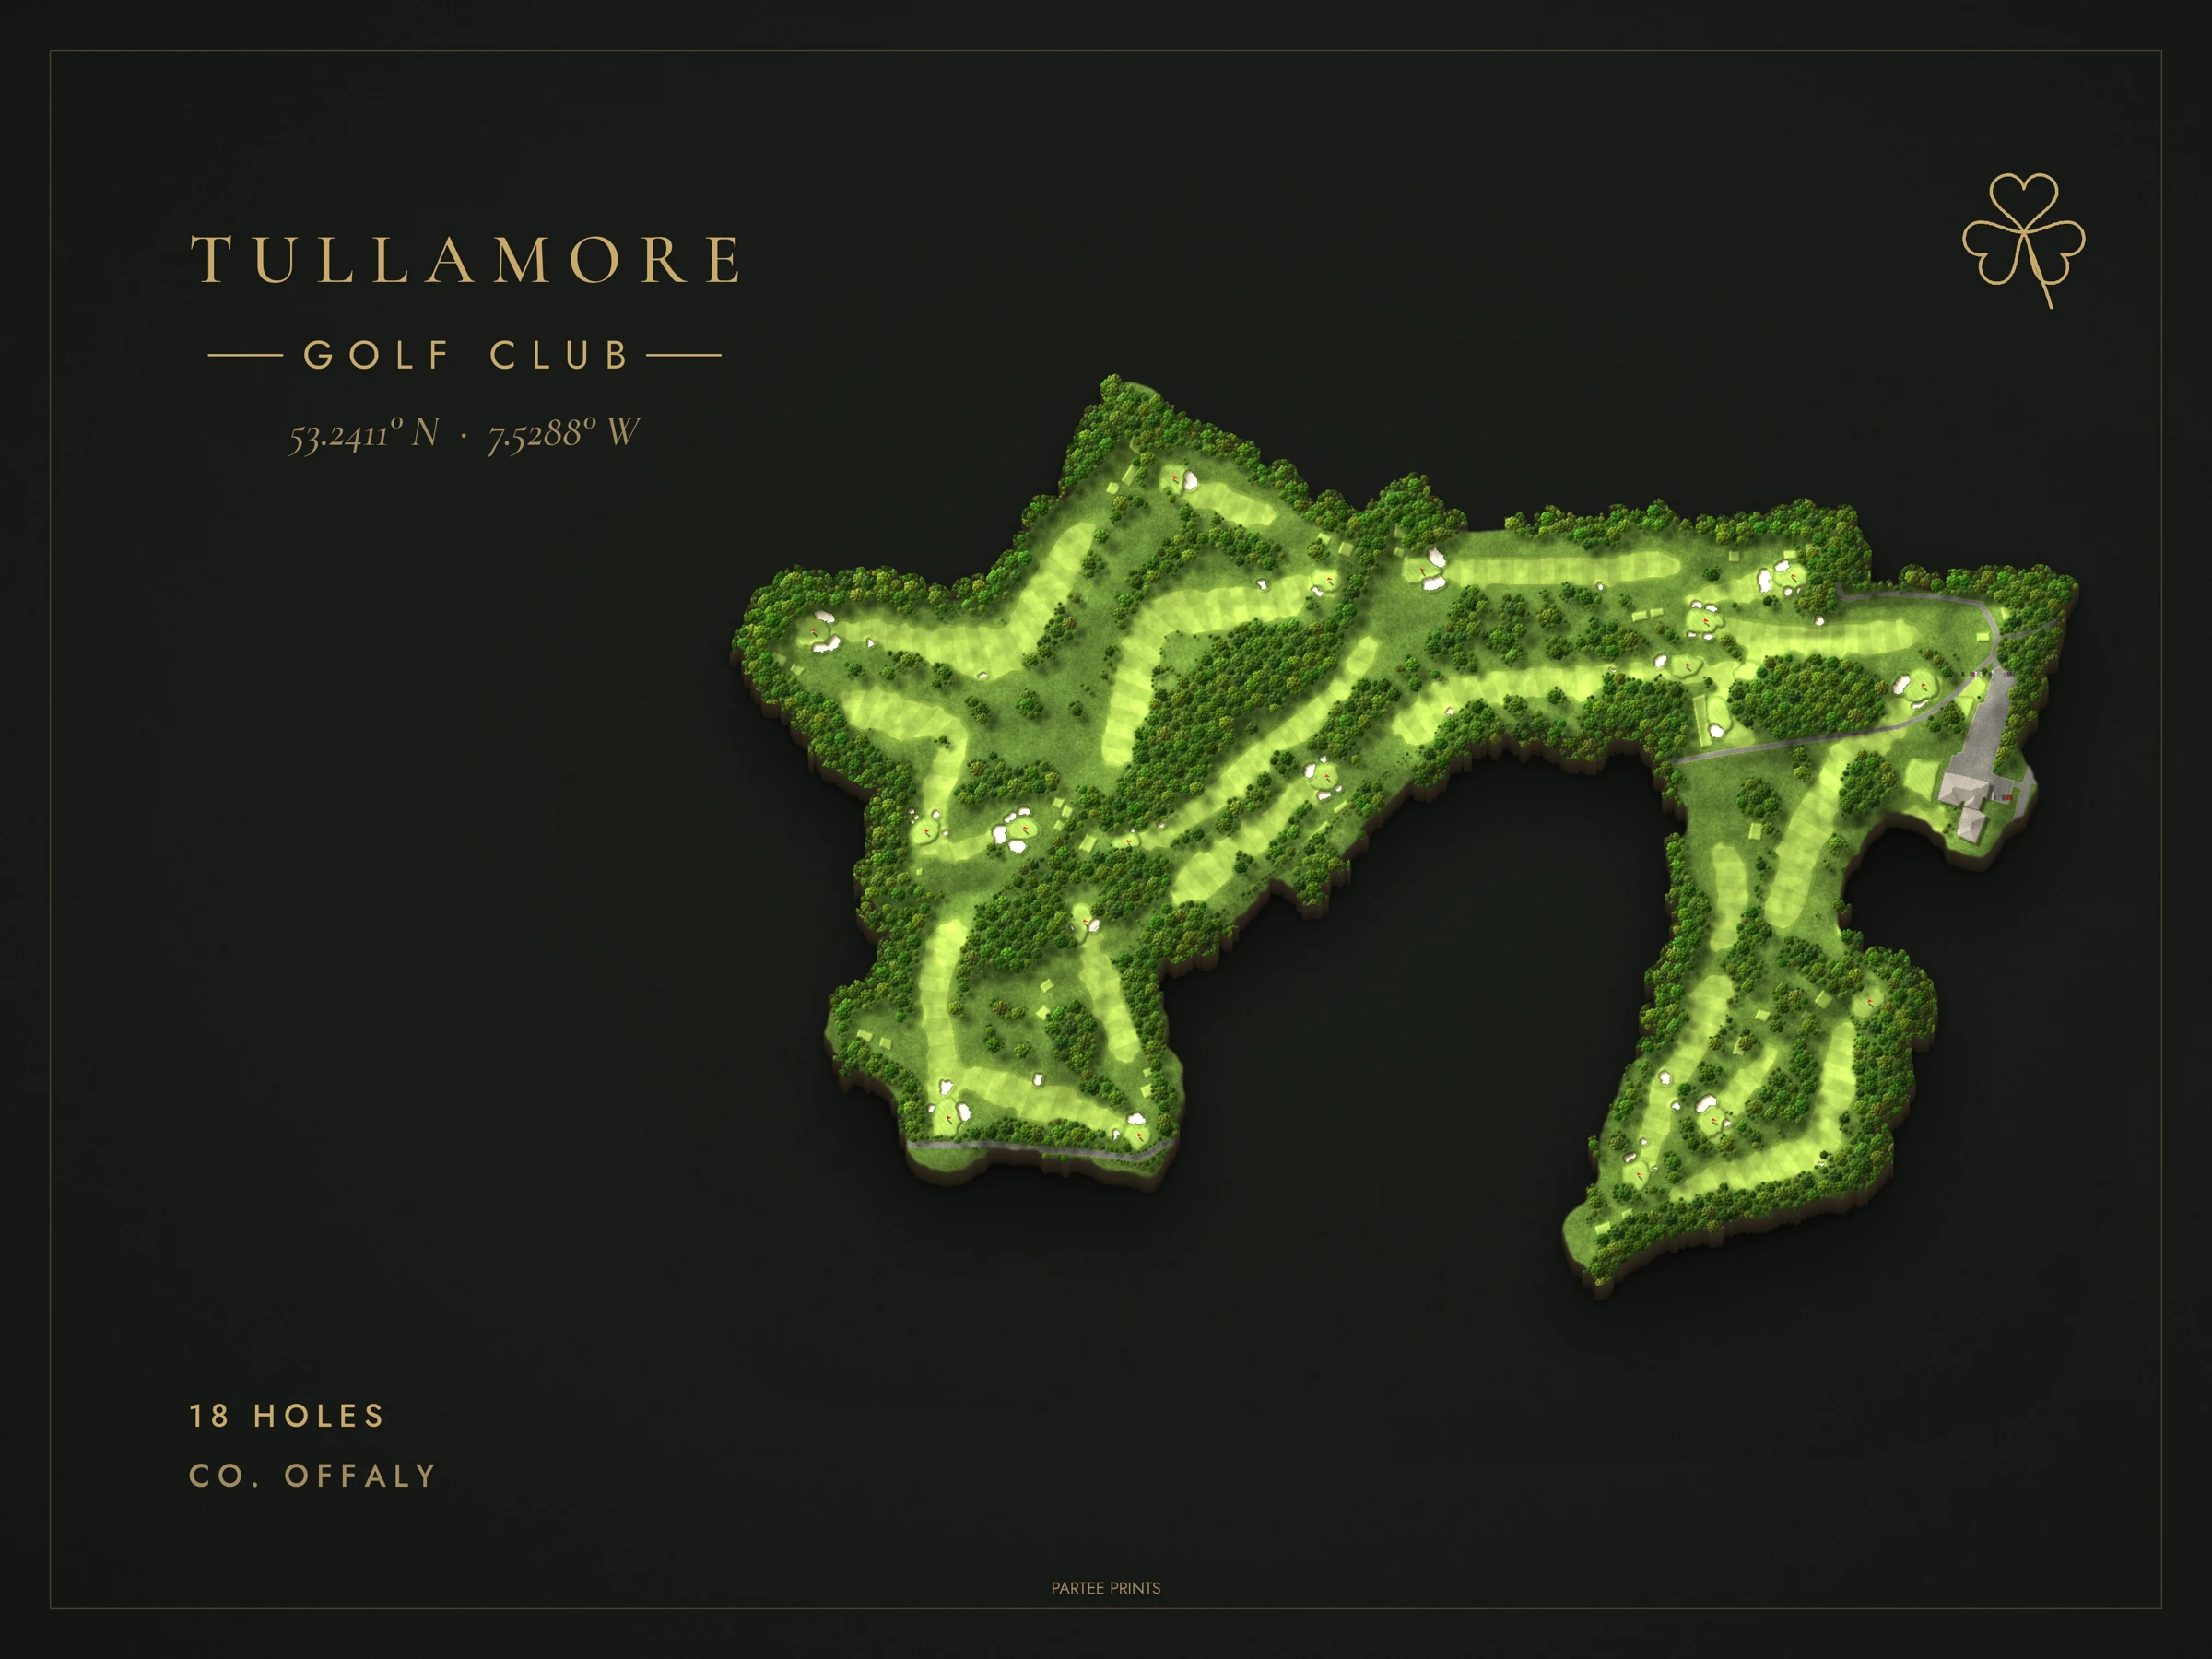 TULLAMORE
GOLF CLUB
53.2411° N · 7.5288° W
18 HOLES
CO. OFFALY
PARTEE PRINTS